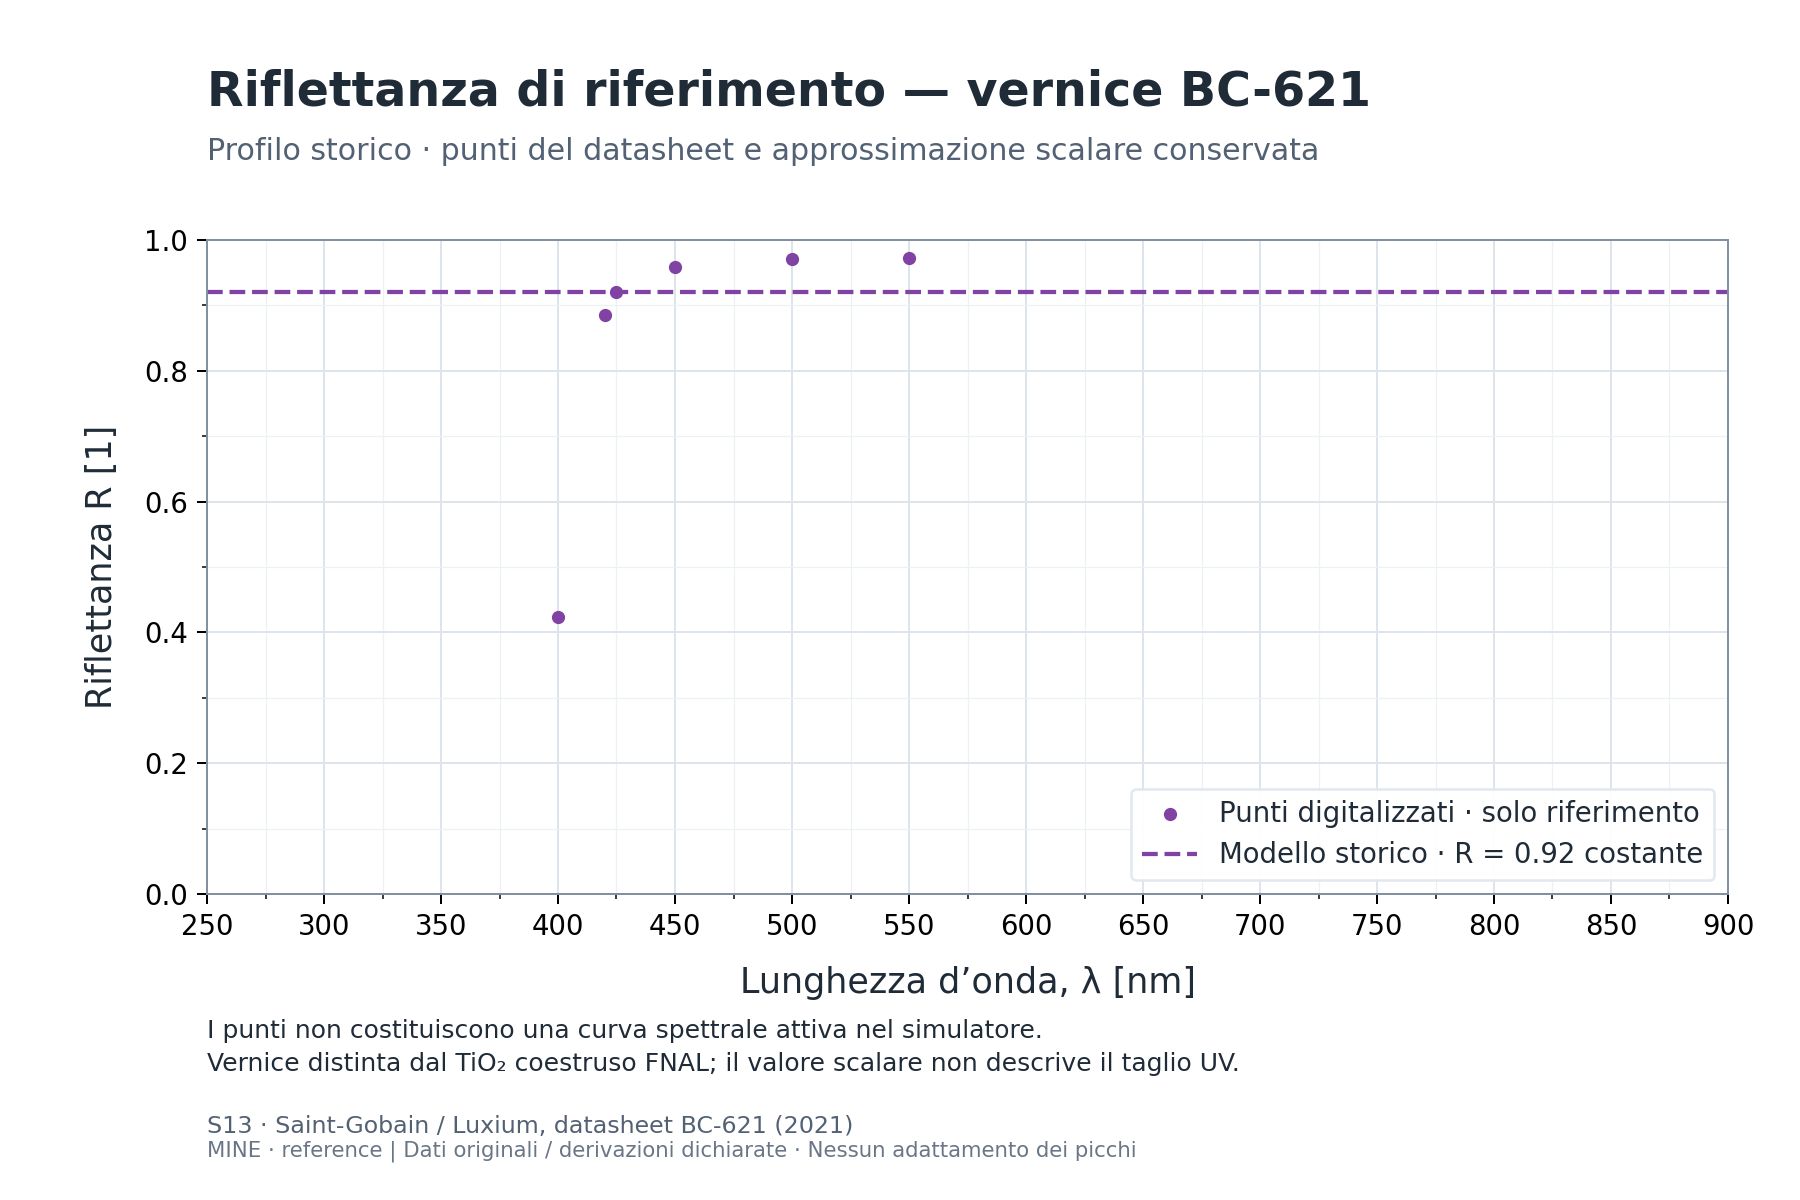 Riflettanza di riferimento — vernice BC-621
Profilo storico · punti del datasheet e approssimazione scalare conservata
Riflettanza R [1]
1.0
0.8
0.6
0.4
0.2
0.0
Punti digitalizzati · solo riferimento
Modello storico · R = 0.92 costante
250 300 350 400 450 500 550 600 650 700 750 800 850 900
Lunghezza d’onda, λ [nm]
I punti non costituiscono una curva spettrale attiva nel simulatore.
Vernice distinta dal TiO₂ coestruso FNAL; il valore scalare non descrive il taglio UV.
S13 · Saint-Gobain / Luxium, datasheet BC-621 (2021)
MINE · reference | Dati originali / derivazioni dichiarate · Nessun adattamento dei picchi